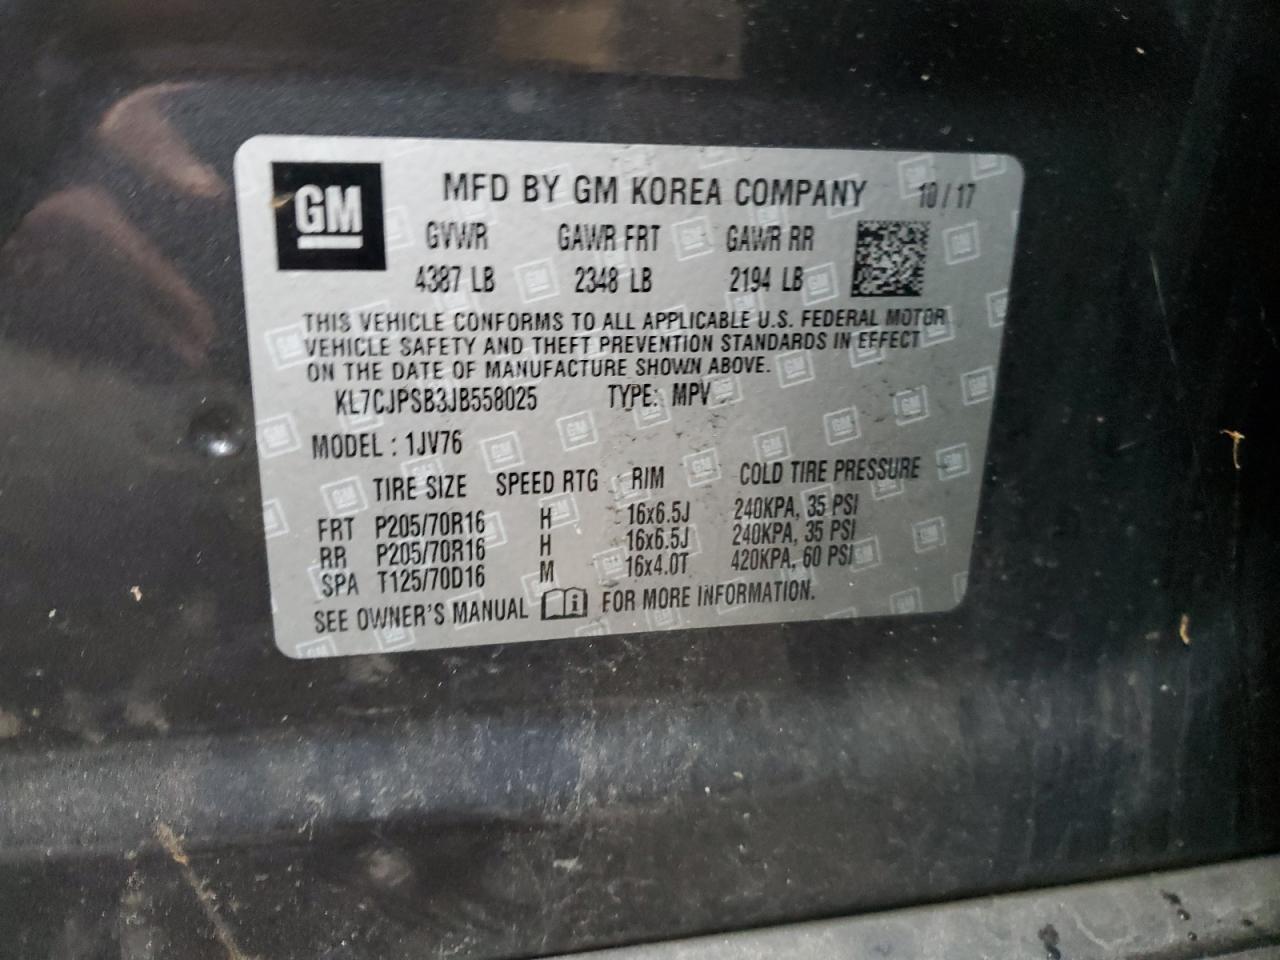 GM
MFD BY GM KOREA COMPANY 10/17
GVWR GAWR FRT GAWR RR
4387 LB 2348 LB 2194 LB
THIS VEHICLE CONFORMS TO ALL APPLICABLE U.S. FEDERAL MOTOR
VEHICLE SAFETY AND THEFT PREVENTION STANDARDS IN EFFECT
ON THE DATE OF MANUFACTURE SHOWN ABOVE.
KL7CJPSB3JB558025 TYPE: MPV
MODEL : 1JV76
TIRE SIZE SPEED RTG RIM COLD TIRE PRESSURE
FRT P205/70R16 H 16x6.5J 240KPA, 35 PSI
RR P205/70R16 H 16x6.5J 240KPA, 35 PSI
SPA T125/70D16 M 16x4.0T 420KPA, 60 PSI
SEE OWNER'S MANUAL i FOR MORE INFORMATION.